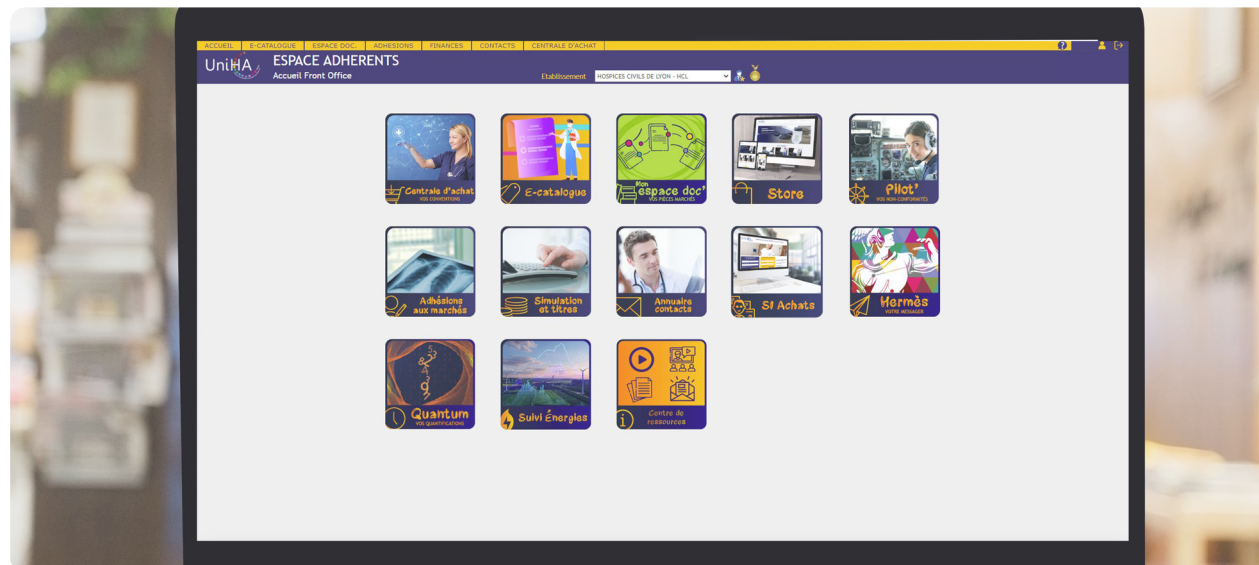 ACCUEIL E-CATALOGUE ESPACE DOC. ADHESIONS FINANCES CONTACTS CENTRALE D'ACHAT
UniHA
ESPACE ADHERENTS
Accueil Front Office
Etablissement HOSPICES CIVILS DE LYON - HCL
Centrale d'achat
VOS CONVENTIONS
E-catalogue
Mon
espace doc'
VOS PIÈCES MARCHÉS
Store
Pilot'
VOS NON-CONFORMITÉS
Adhésions
aux marchés
Simulation
et titres
Annuaire
contacts
SI Achats
Hermès
VOTRE MESSAGER
Quantum
VOS QUANTIFICATIONS
Suivi Énergies
Centre de
ressources